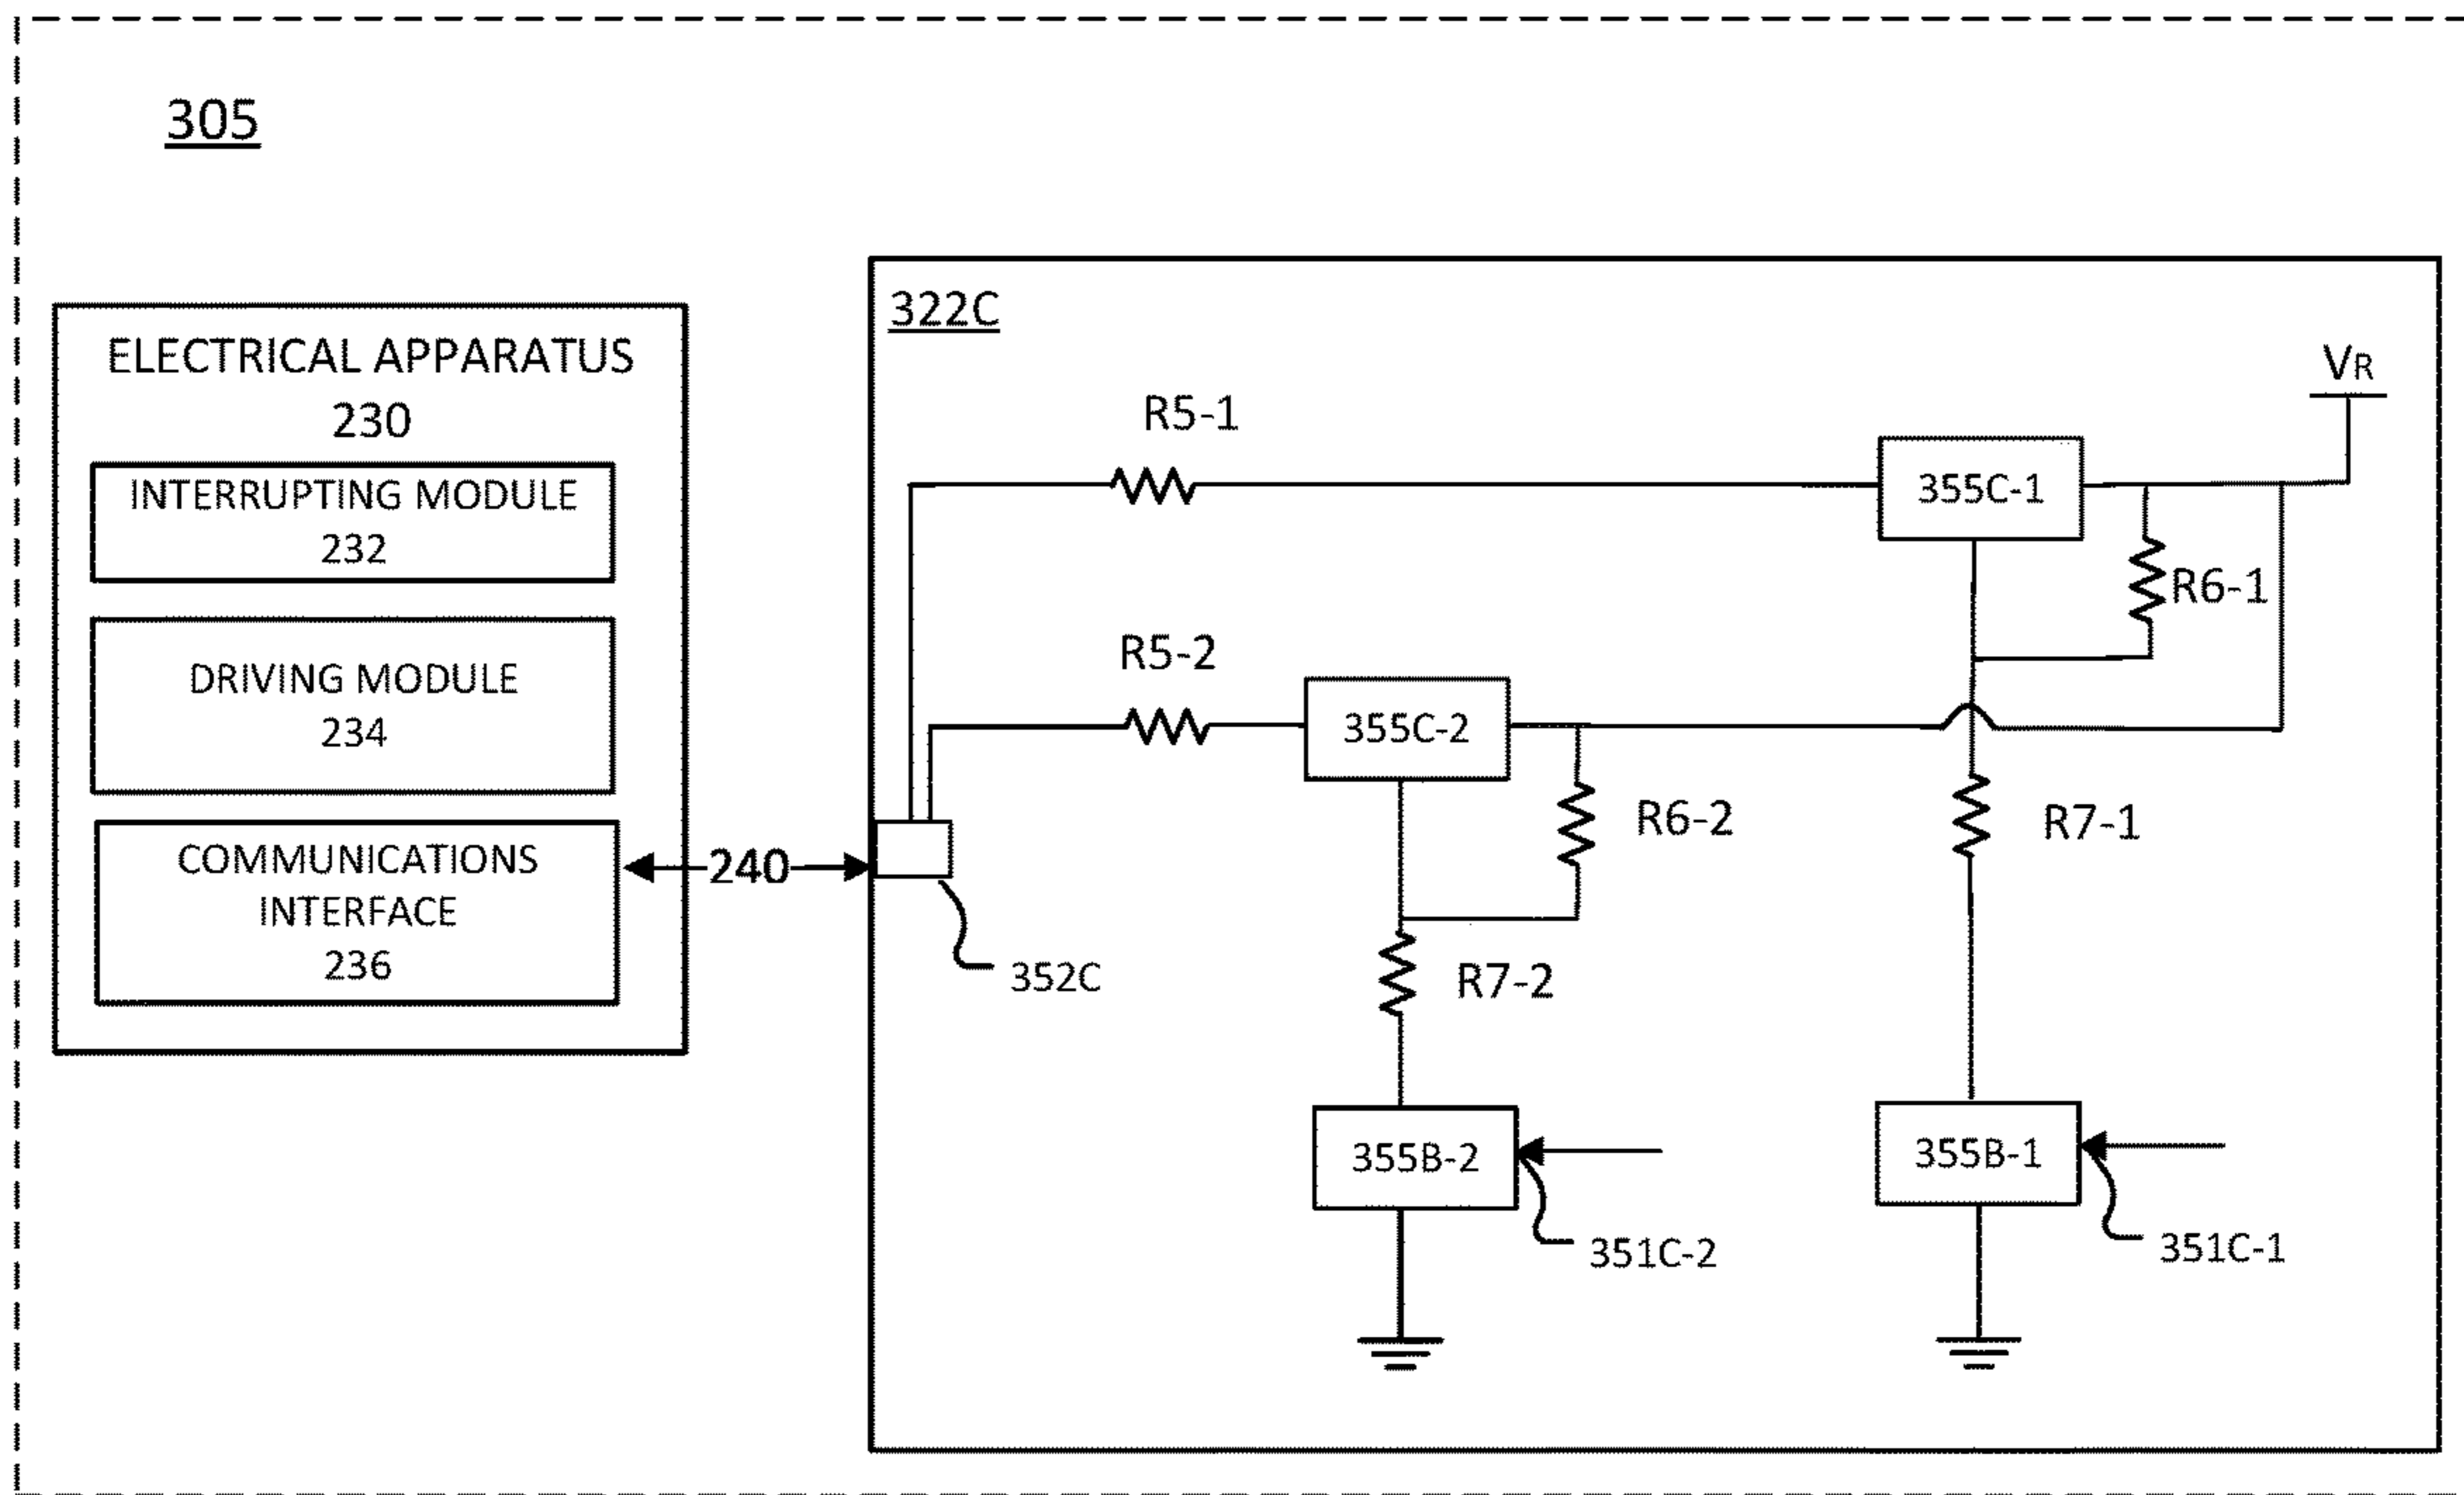 305
ELECTRICAL APPARATUS
230
INTERRUPTING MODULE
232
DRIVING MODULE
234
COMMUNICATIONS
INTERFACE
236
240
322C
VR
R5-1
355C-1
R6-1
R5-2
355C-2
R6-2
R7-1
352C
R7-2
355B-2
355B-1
351C-2
351C-1